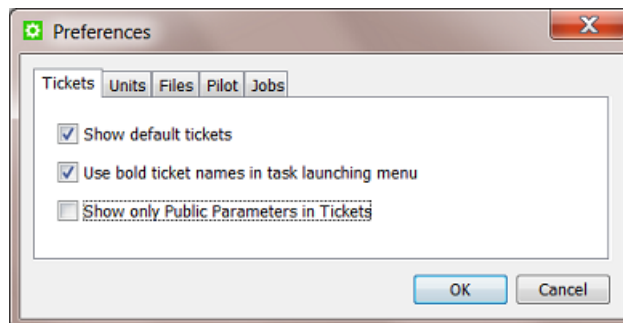 Preferences
Tickets Units Files Pilot Jobs
Show default tickets
Use bold ticket names in task launching menu
Show only Public Parameters in Tickets
OK Cancel